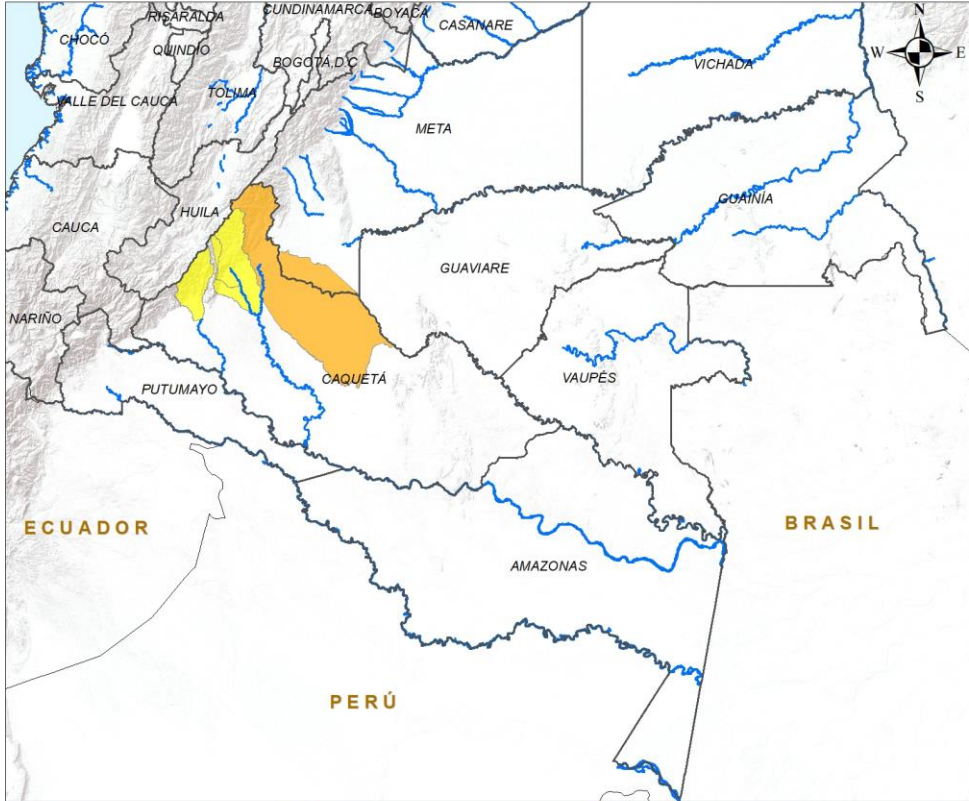 RISARALDA
CUNDINAMARCA
BOYACÁ
CASANARE
N
CHOCÓ
QUINDIO
BOGOTÁ,D.C
W
E
VICHADA
TOLIMA
S
VALLE DEL CAUCA
META
GUAINÍA
HUILA
CAUCA
GUAVIARE
NARIÑO
CAQUETÁ
VAUPÉS
PUTUMAYO
ECUADOR
BRASIL
AMAZONAS
PERÚ